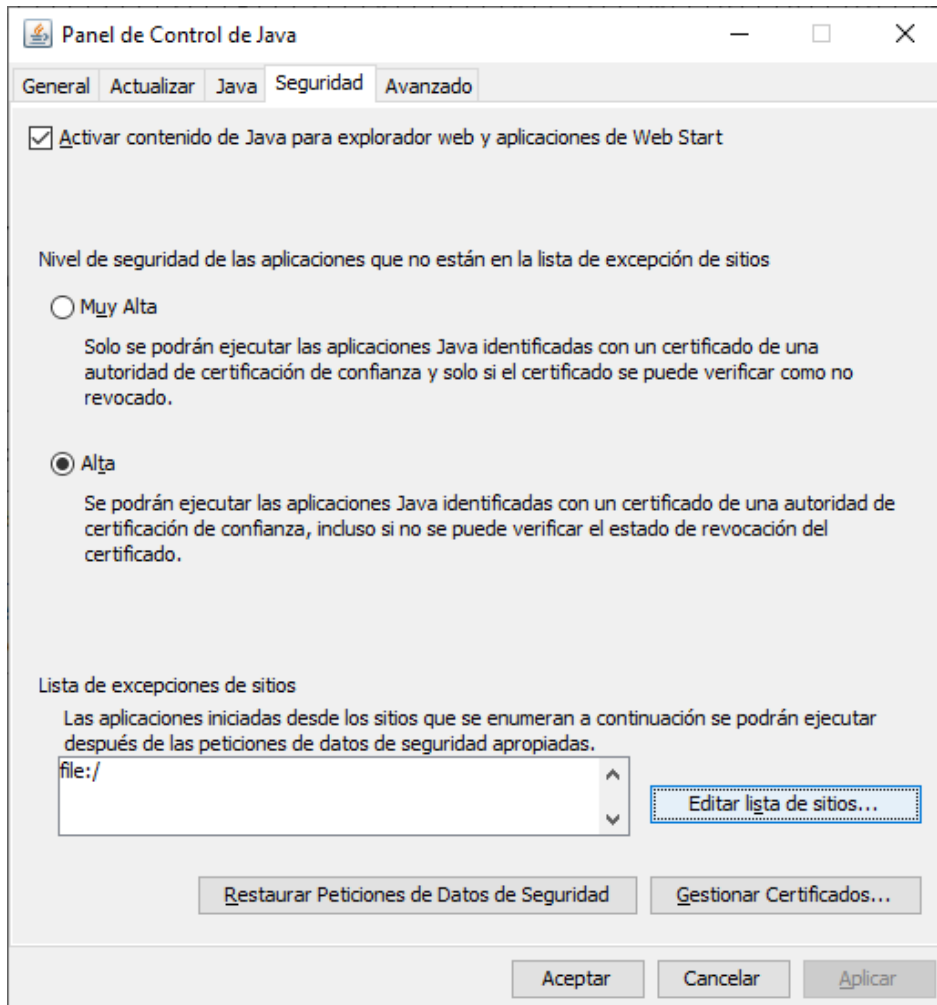 Panel de Control de Java
General Actualizar Java Seguridad Avanzado
Activar contenido de Java para explorador web y aplicaciones de Web Start
Nivel de seguridad de las aplicaciones que no están en la lista de excepción de sitios
Muy Alta
Solo se podrán ejecutar las aplicaciones Java identificadas con un certificado de una
autoridad de certificación de confianza y solo si el certificado se puede verificar como no
revocado.
Alta
Se podrán ejecutar las aplicaciones Java identificadas con un certificado de una autoridad de
certificación de confianza, incluso si no se puede verificar el estado de revocación del
certificado.
Lista de excepciones de sitios
Las aplicaciones iniciadas desde los sitios que se enumeran a continuación se podrán ejecutar
después de las peticiones de datos de seguridad apropiadas.
file:/
Editar lista de sitios...
Restaurar Peticiones de Datos de Seguridad Gestionar Certificados...
Aceptar Cancelar Aplicar